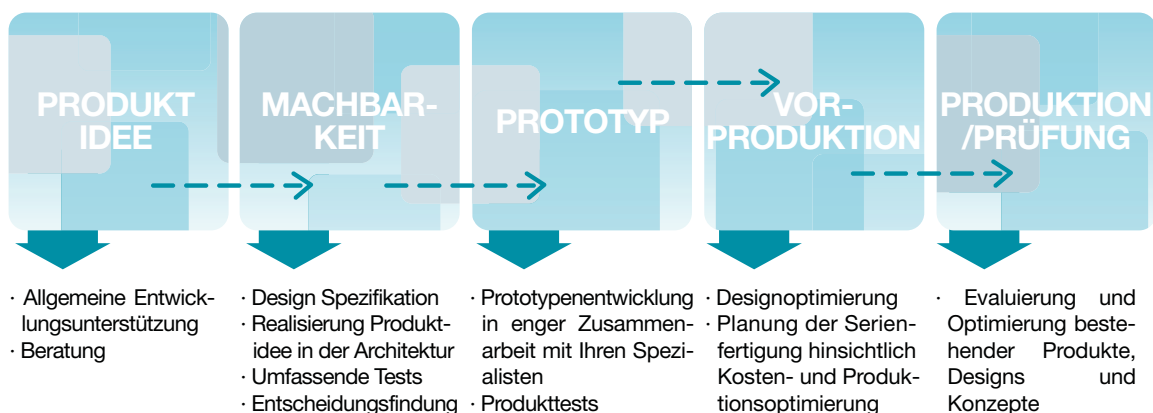 PRODUKT
IDEE
MACHBAR-
KEIT
PROTOTYP
VOR-
PRODUKTION
PRODUKTION
/PRÜFUNG
· Allgemeine Entwick-
lungsunterstützung
· Beratung
· Design Spezifikation
· Realisierung Produkt-
idee in der Architektur
· Umfassende Tests
· Entscheidungsfindung
· Prototypenentwicklung
in enger Zusammen-
arbeit mit Ihren Spezi-
alisten
· Produkttests
· Designoptimierung
· Planung der Serien-
fertigung hinsichtlich
Kosten- und Produk-
tionsoptimierung
· Evaluierung und
Optimierung beste-
hender Produkte,
Designs und
Konzepte